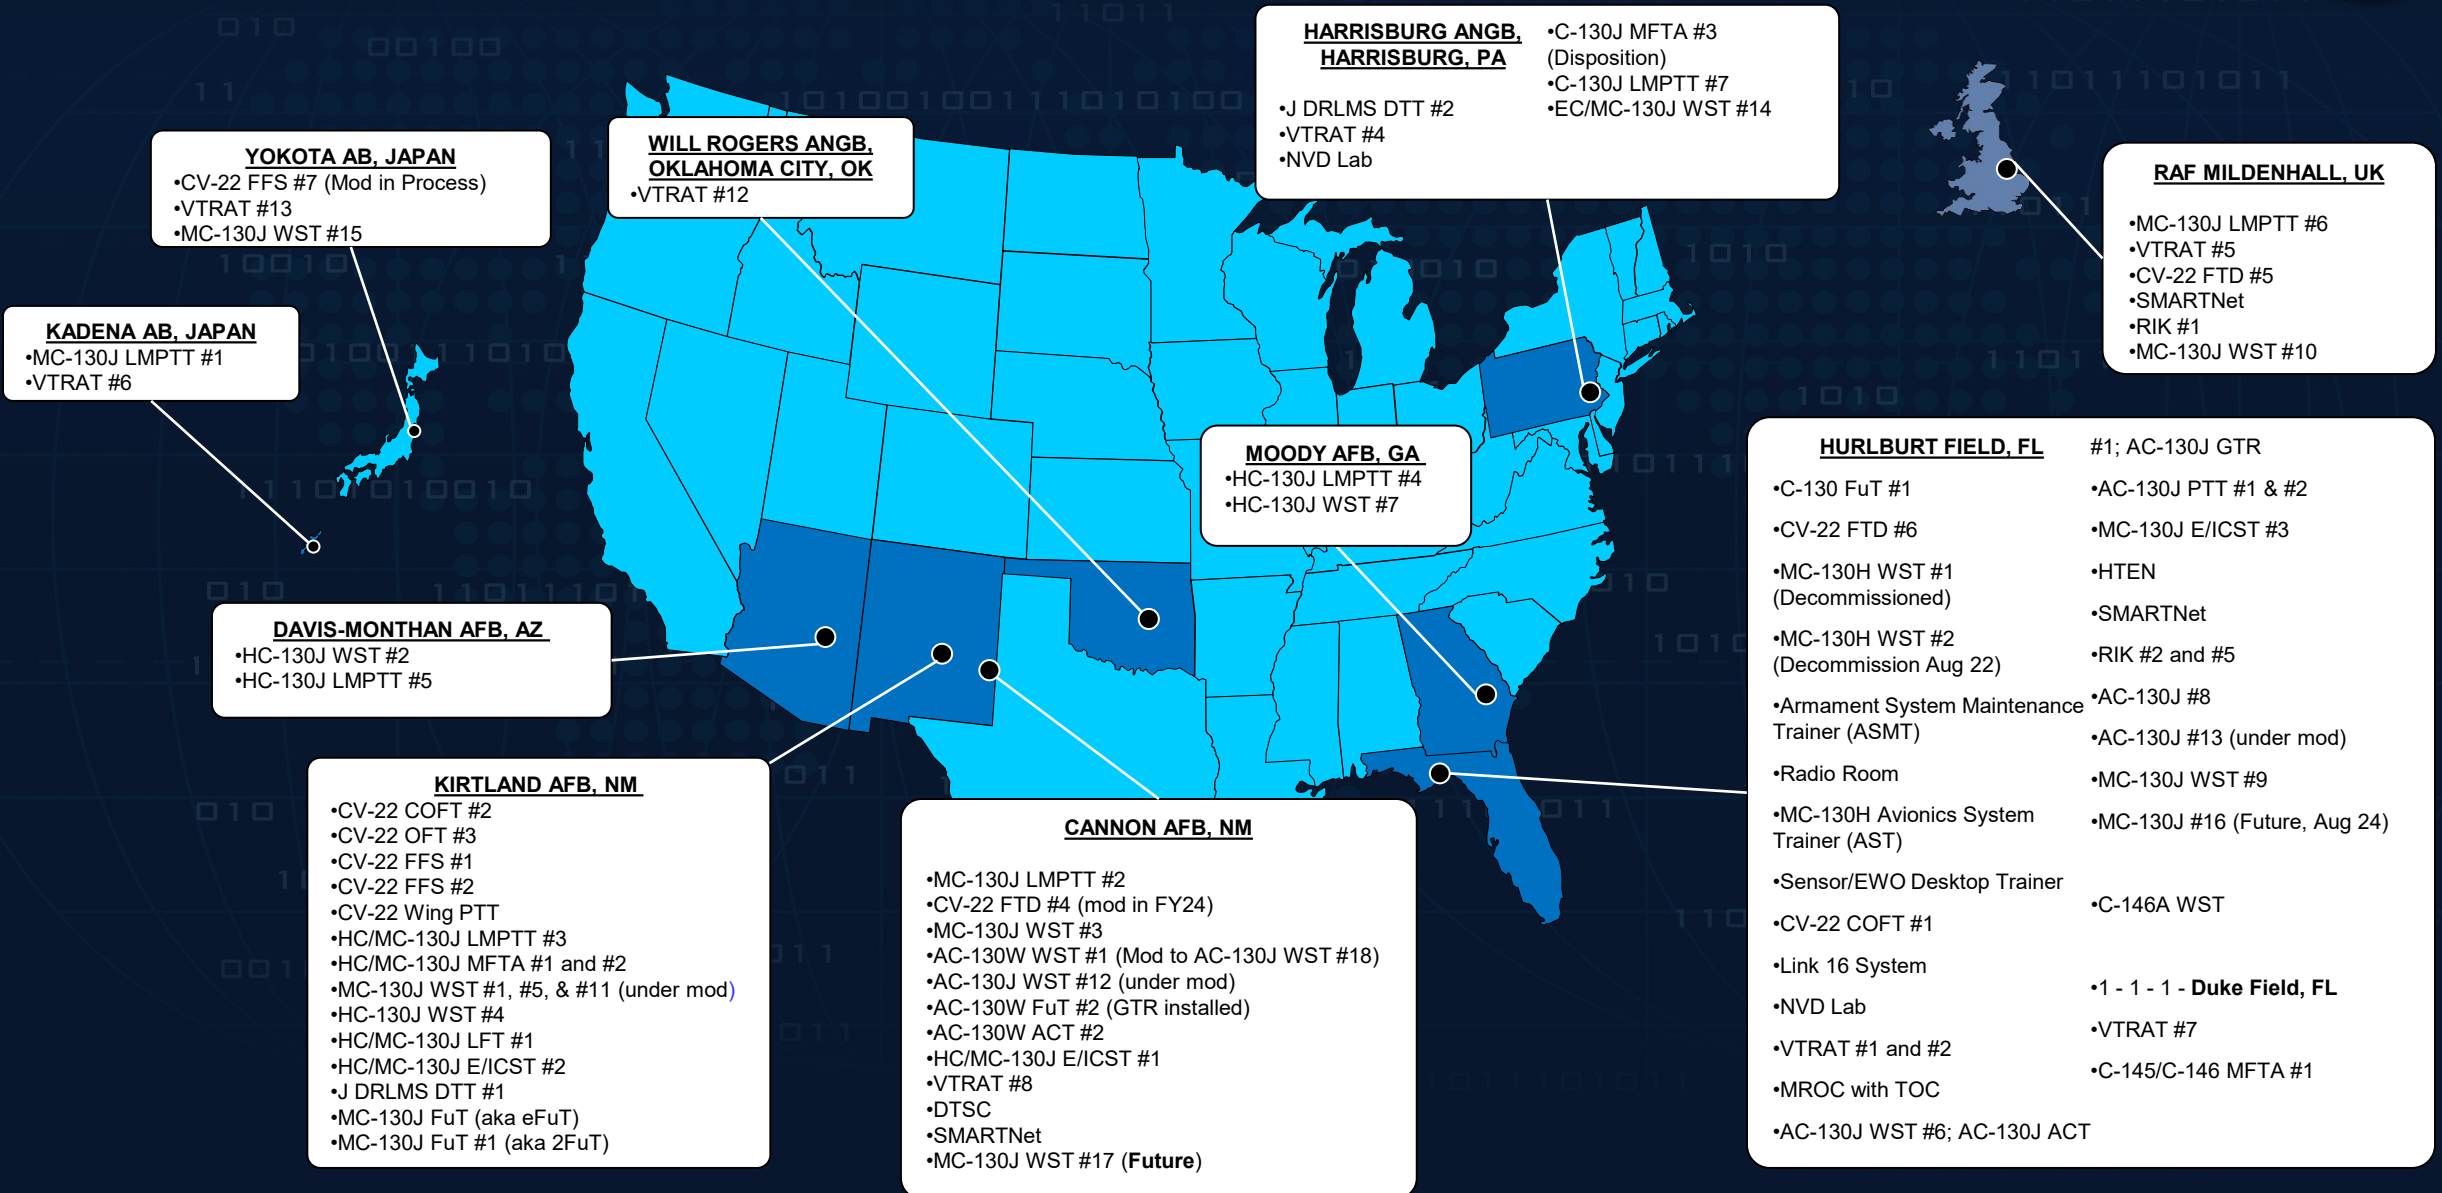 HARRISBURG ANGB,
HARRISBURG, PA
•J DRLMS DTT #2
•VTRAT #4
•NVD Lab
•C-130J MFTA #3
(Disposition)
•C-130J LMPTT #7
•EC/MC-130J WST #14
WILL ROGERS ANGB,
OKLAHOMA CITY, OK
•VTRAT #12
YOKOTA AB, JAPAN
•CV-22 FFS #7 (Mod in Process)
•VTRAT #13
•MC-130J WST #15
RAF MILDENHALL, UK
•MC-130J LMPTT #6
•VTRAT #5
•CV-22 FTD #5
•SMARTNet
•RIK #1
•MC-130J WST #10
KADENA AB, JAPAN
•MC-130J LMPTT #1
•VTRAT #6
MOODY AFB, GA
•HC-130J LMPTT #4
•HC-130J WST #7
HURLBURT FIELD, FL
•C-130 FuT #1
•CV-22 FTD #6
•MC-130H WST #1
(Decommissioned)
•MC-130H WST #2
(Decommission Aug 22)
•Armament System Maintenance
Trainer (ASMT)
•Radio Room
•MC-130H Avionics System
Trainer (AST)
•Sensor/EWO Desktop Trainer
•CV-22 COFT #1
•Link 16 System
•NVD Lab
•VTRAT #1 and #2
•MROC with TOC
•AC-130J WST #6; AC-130J ACT
#1; AC-130J GTR
•AC-130J PTT #1 & #2
•MC-130J E/ICST #3
•HTEN
•SMARTNet
•RIK #2 and #5
•AC-130J #8
•AC-130J #13 (under mod)
•MC-130J WST #9
•MC-130J #16 (Future, Aug 24)
•C-146A WST
•1 - 1 - 1 - Duke Field, FL
•VTRAT #7
•C-145/C-146 MFTA #1
DAVIS-MONTHAN AFB, AZ
•HC-130J WST #2
•HC-130J LMPTT #5
KIRTLAND AFB, NM
•CV-22 COFT #2
•CV-22 OFT #3
•CV-22 FFS #1
•CV-22 FFS #2
•CV-22 Wing PTT
•HC/MC-130J LMPTT #3
•HC/MC-130J MFTA #1 and #2
•MC-130J WST #1, #5, & #11 (under mod)
•HC-130J WST #4
•HC/MC-130J LFT #1
•HC/MC-130J E/ICST #2
•J DRLMS DTT #1
•MC-130J FuT (aka eFuT)
•MC-130J FuT #1 (aka 2FuT)
CANNON AFB, NM
•MC-130J LMPTT #2
•CV-22 FTD #4 (mod in FY24)
•MC-130J WST #3
•AC-130W WST #1 (Mod to AC-130J WST #18)
•AC-130J WST #12 (under mod)
•AC-130W FuT #2 (GTR installed)
•AC-130W ACT #2
•HC/MC-130J E/ICST #1
•VTRAT #8
•DTSC
•SMARTNet
•MC-130J WST #17 (Future)